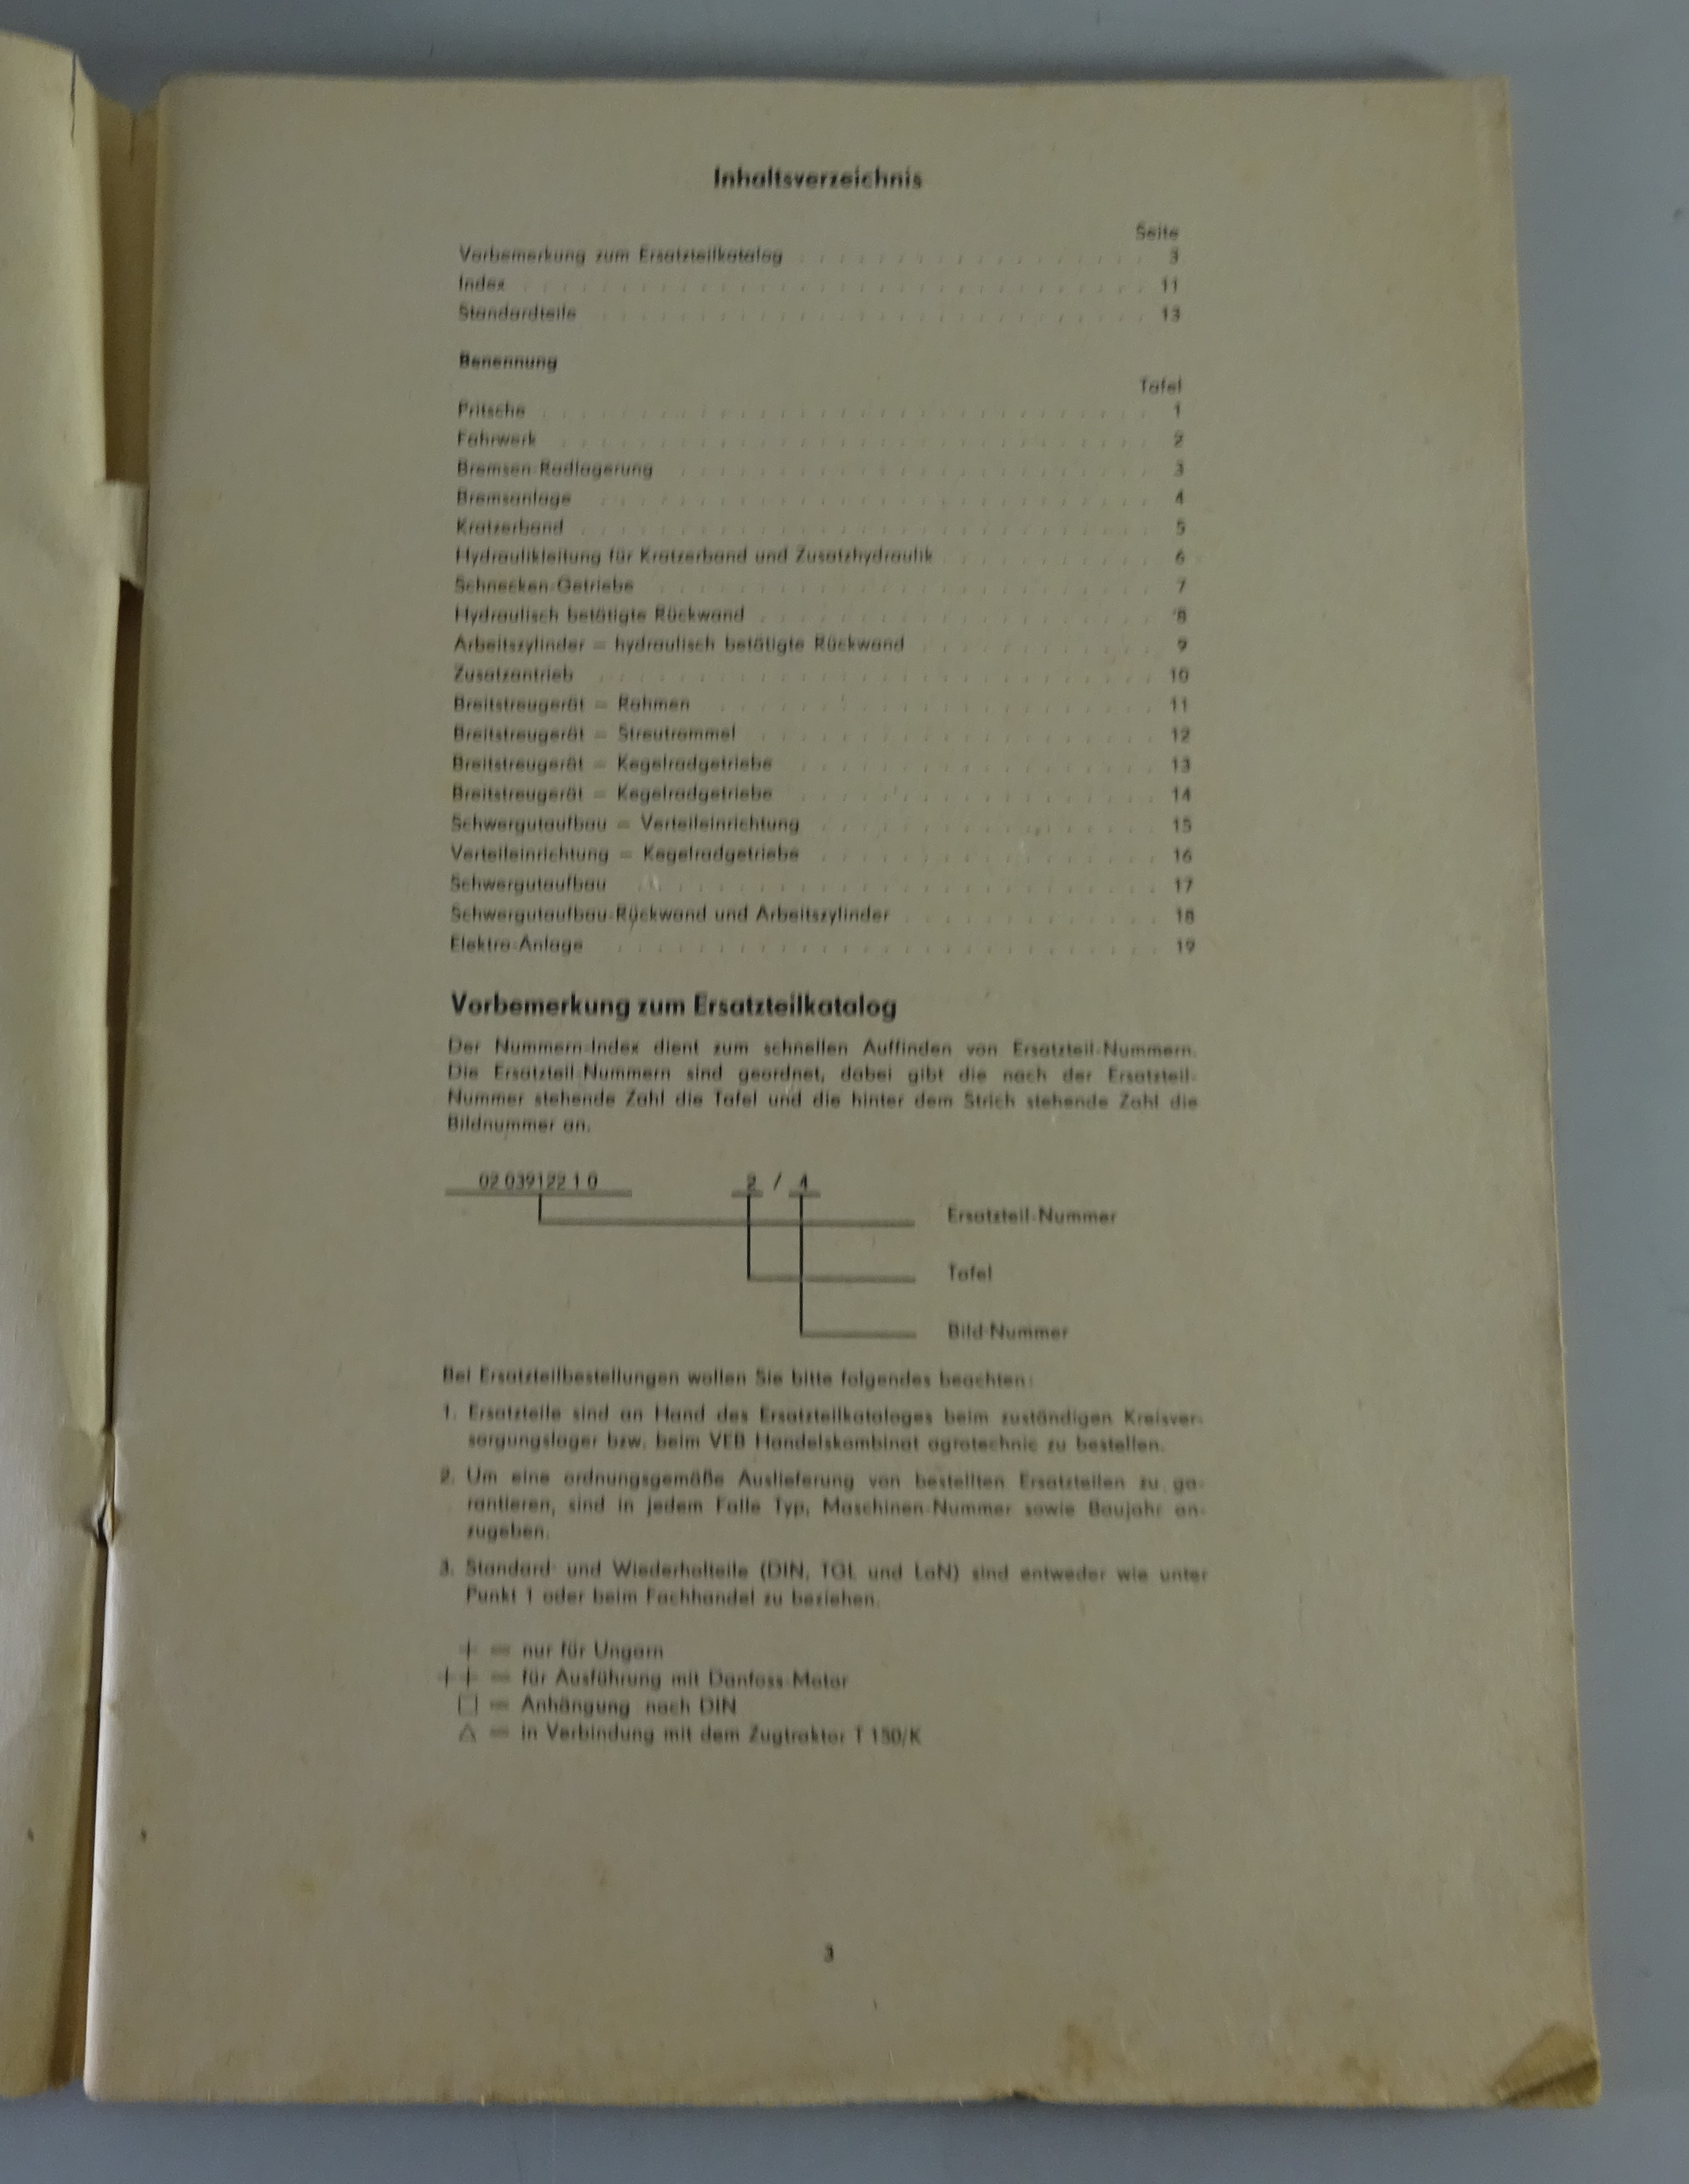 Inhaltsverzeichnis
Seite
Vorbemerkung zum Ersatzteilkatalog . . . . . . . . . . . . . . 3
Index . . . . . . . . . . . . . . . . . . . . . . . . 11
Standardteile . . . . . . . . . . . . . . . . . . . . . 13
Benennung
Tafel
Pritsche . . . . . . . . . . . . . . . . . . . . . . . 1
Fahrwerk . . . . . . . . . . . . . . . . . . . . . . . 2
Bremsen-Radlagerung . . . . . . . . . . . . . . . . . . 3
Bremsanlage . . . . . . . . . . . . . . . . . . . . . 4
Kratzerband . . . . . . . . . . . . . . . . . . . . . . 5
Hydraulikleitung für Kratzerband und Zusatzhydraulik . . . . . . . . 6
Schnecken-Getriebe . . . . . . . . . . . . . . . . . . . 7
Hydraulisch betätigte Rückwand . . . . . . . . . . . . . . . 8
Arbeitszylinder – hydraulisch betätigte Rückwand . . . . . . . . . 9
Zusatzantrieb . . . . . . . . . . . . . . . . . . . . . 10
Breitstreugerät – Rahmen . . . . . . . . . . . . . . . . . 11
Breitstreugerät – Streutrommel . . . . . . . . . . . . . . . 12
Breitstreugerät – Kegelradgetriebe . . . . . . . . . . . . . . 13
Breitstreugerät – Kegelradgetriebe . . . . . . . . . . . . . . 14
Schwergutaufbau – Verteileinrichtung . . . . . . . . . . . . . 15
Verteileinrichtung – Kegelradgetriebe . . . . . . . . . . . . . 16
Schwergutaufbau . . . . . . . . . . . . . . . . . . . . 17
Schwergutaufbau-Rückwand und Arbeitszylinder . . . . . . . . . . 18
Elektro-Anlage . . . . . . . . . . . . . . . . . . . . . 19
Vorbemerkung zum Ersatzteilkatalog
Der Nummern-Index dient zum schnellen Auffinden von Ersatzteil-Nummern.
Die Ersatzteil-Nummern sind geordnet, dabei gibt die nach der Ersatzteil-
Nummer stehende Zahl die Tafel und die hinter dem Strich stehende Zahl die
Bildnummer an.
02 039122 1 0 2 / 4
Ersatzteil-Nummer
Tafel
Bild-Nummer
Bei Ersatzteilbestellungen wollen Sie bitte folgendes beachten:
1. Ersatzteile sind an Hand des Ersatzteilkataloges beim zuständigen Kreisver-
sorgungslager bzw. beim VEB Handelskombinat agrotechnic zu bestellen.
2. Um eine ordnungsgemäße Auslieferung von bestellten Ersatzteilen zu ga-
rantieren, sind in jedem Falle Typ, Maschinen-Nummer sowie Baujahr an-
zugeben.
3. Standard- und Wiederholteile (DIN, TGL und LaN) sind entweder wie unter
Punkt 1 oder beim Fachhandel zu beziehen.
+ = nur für Ungarn
++ = für Ausführung mit Danfoss-Motor
□ = Anhängung nach DIN
△ = in Verbindung mit dem Zugtraktor T 150/K
3